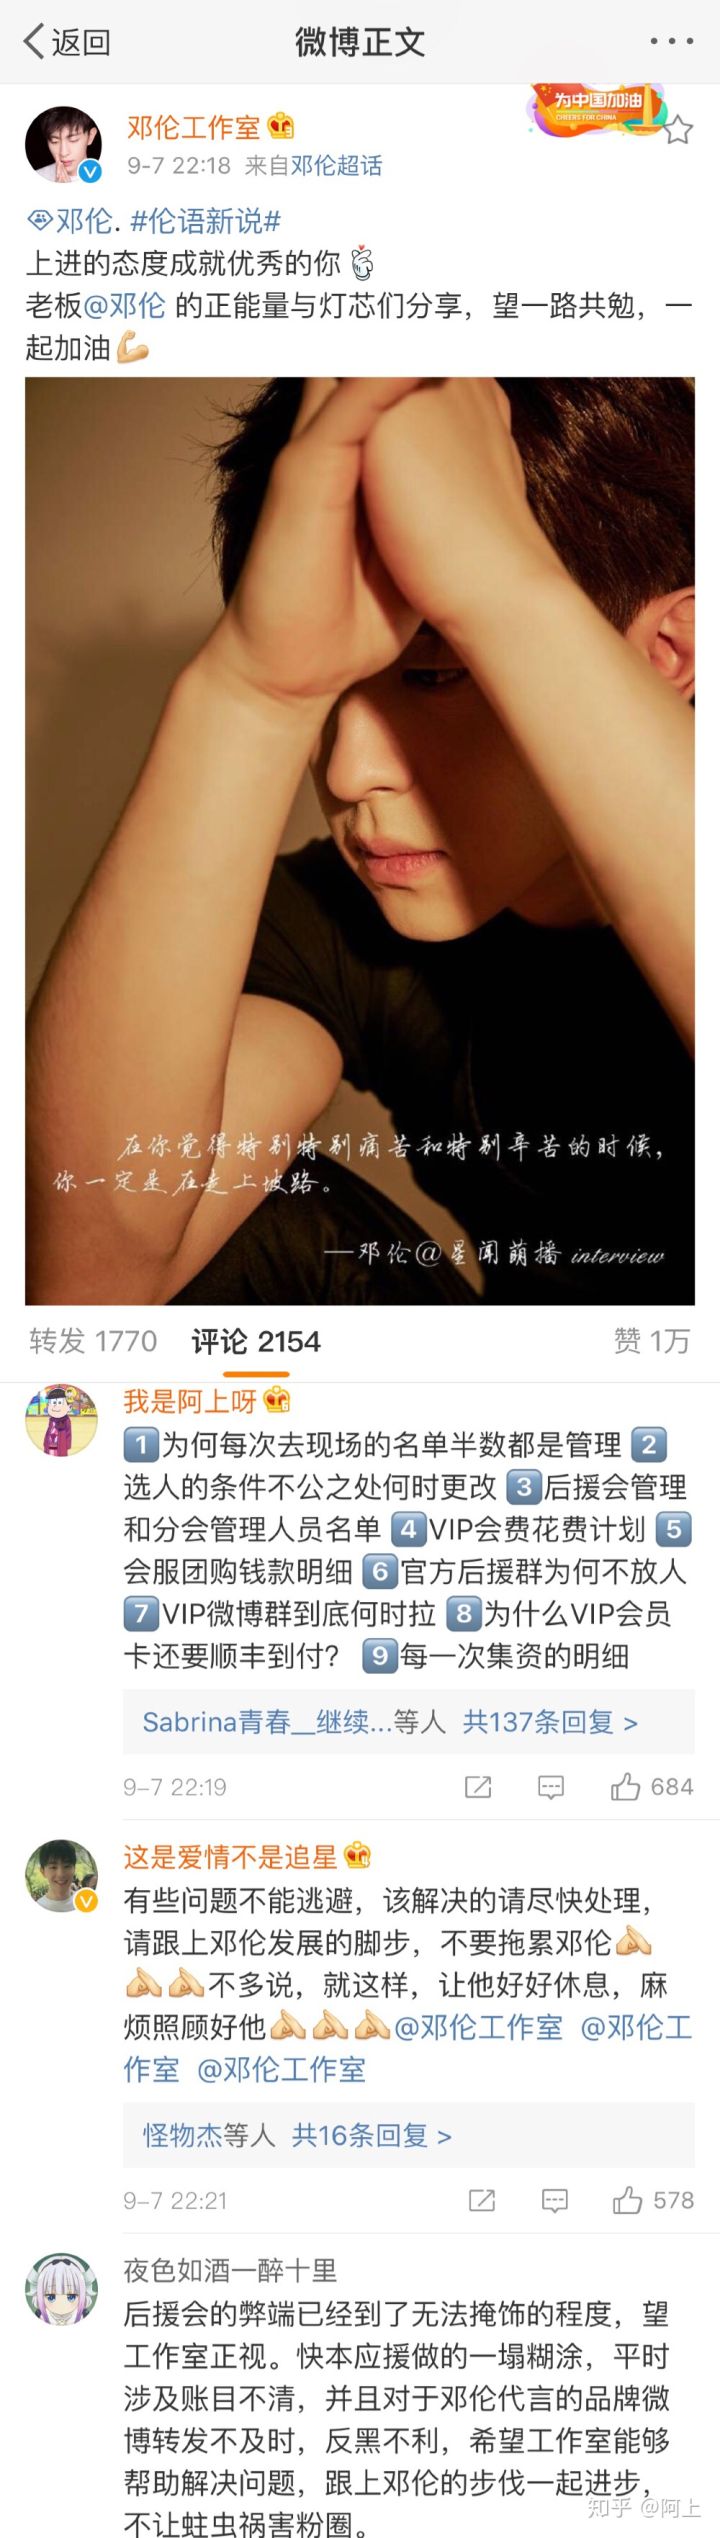 返回
微博正文
为中国加油
CHEERS FOR CHINA
邓伦工作室
9-7 22:18 来自邓伦超话
邓伦. #伦语新说#
上进的态度成就优秀的你
老板@邓伦 的正能量与灯芯们分享，望一路共勉，一
起加油
在你觉得特别特别痛苦和特别辛苦的时候，
你一定是在走上坡路。
—邓伦@星闻萌播 interview
转发 1770 评论 2154 赞 1万
我是阿上呀
1为何每次去现场的名单半数都是管理 2
选人的条件不公之处何时更改 3后援会管理
和分会管理人员名单 4VIP会费花费计划 5
会服团购钱款明细 6官方后援群为何不放人
7VIP微博群到底何时拉 8为什么VIP会员
卡还要顺丰到付？ 9每一次集资的明细
Sabrina青春__继续...等人 共137条回复 >
9-7 22:19 684
这是爱情不是追星
有些问题不能逃避，该解决的请尽快处理，
请跟上邓伦发展的脚步，不要拖累邓伦
不多说，就这样，让他好好休息，麻
烦照顾好他@邓伦工作室 @邓伦工
作室 @邓伦工作室
怪物杰等人 共16条回复 >
9-7 22:21 578
夜色如酒一醉十里
后援会的弊端已经到了无法掩饰的程度，望
工作室正视。快本应援做的一塌糊涂，平时
涉及账目不清，并且对于邓伦代言的品牌微
博转发不及时，反黑不利，希望工作室能够
帮助解决问题，跟上邓伦的步伐一起进步，
不让蛀虫祸害粉圈。
知乎 @阿上